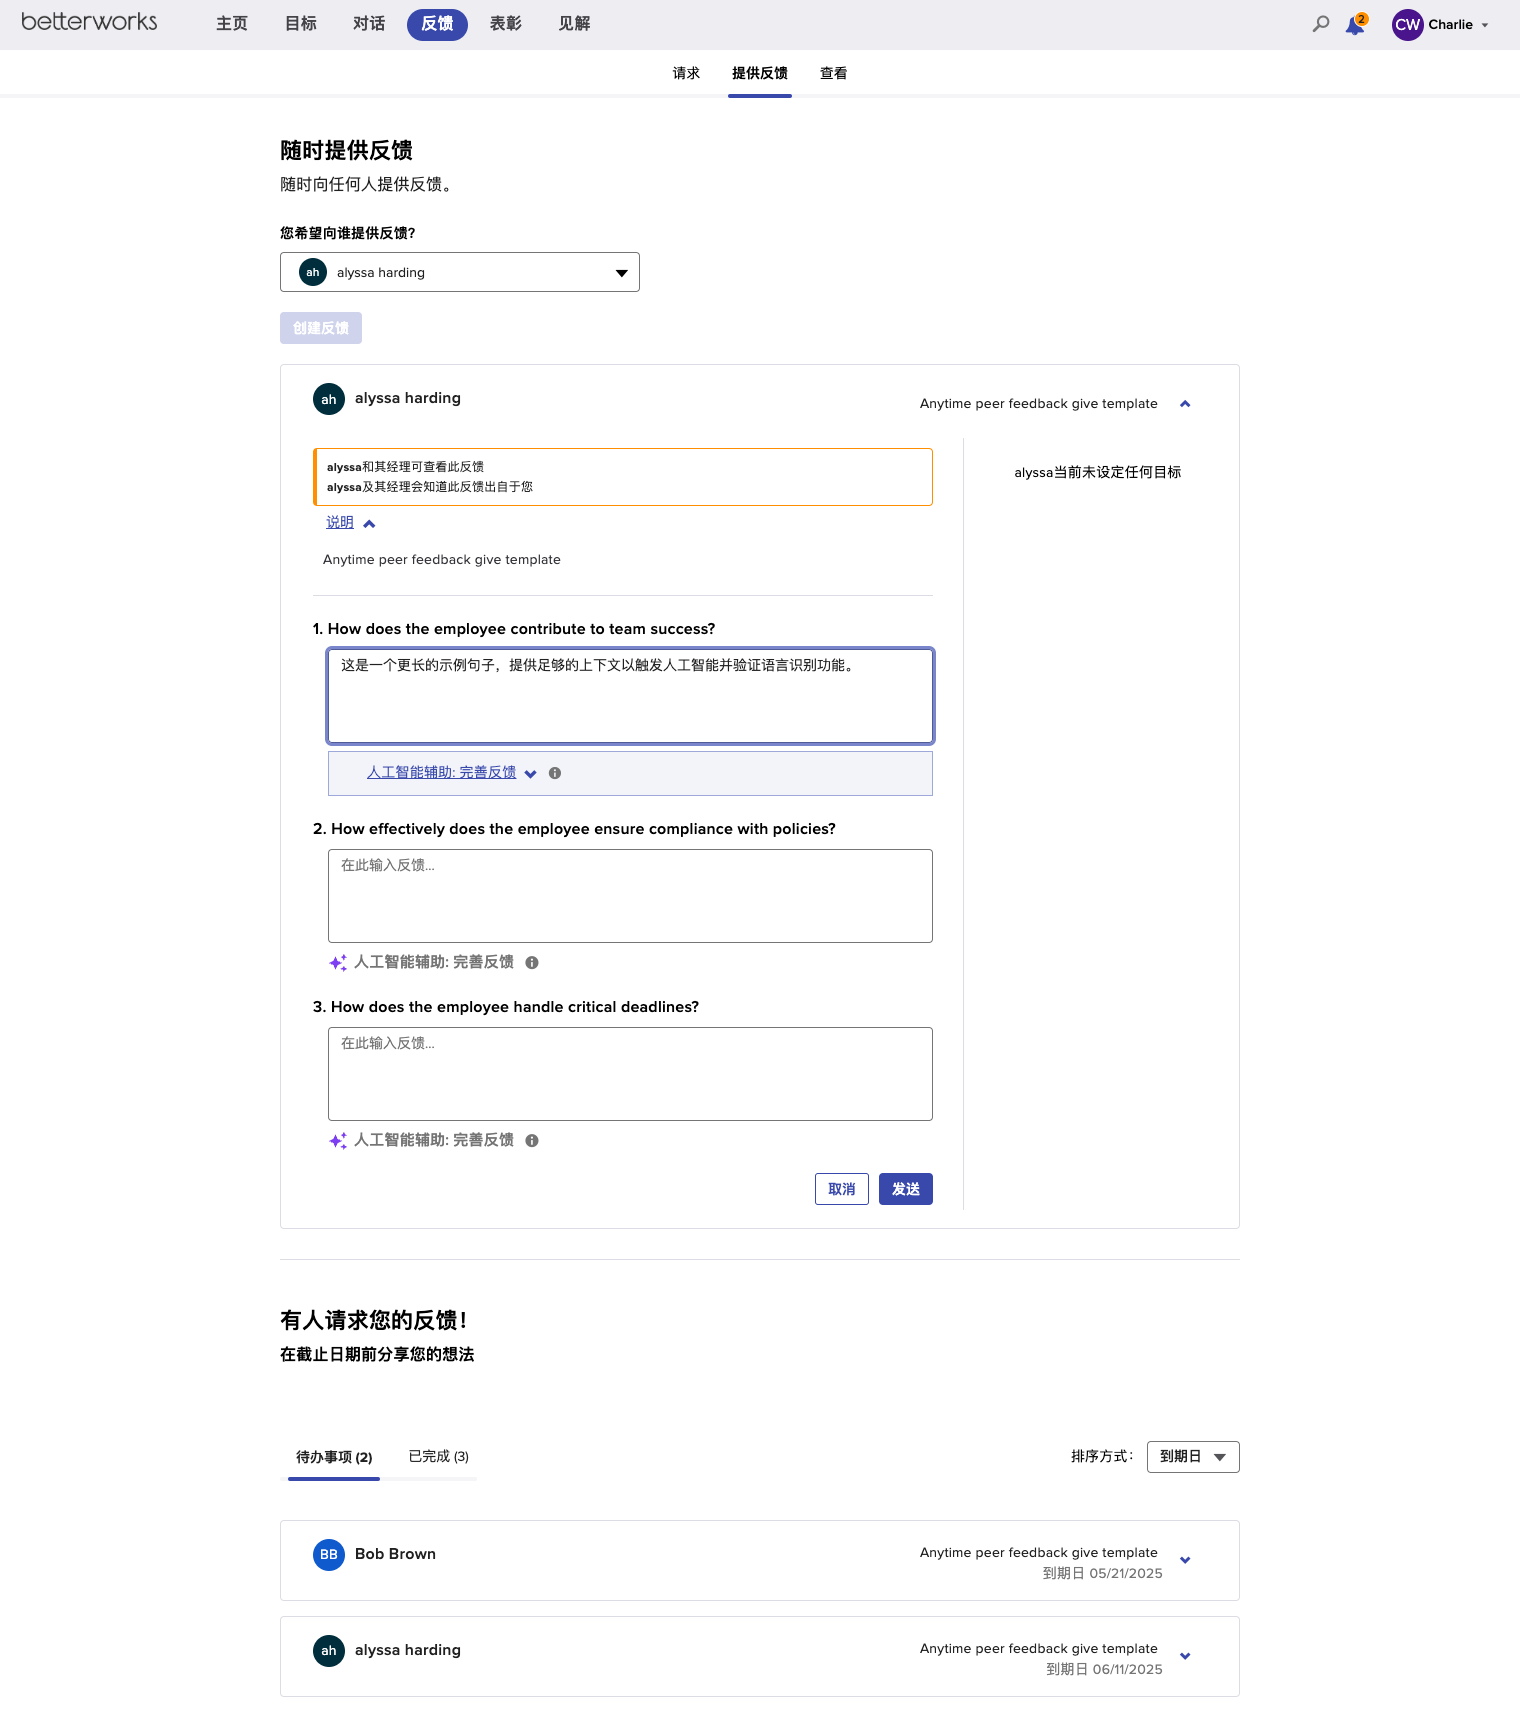 betterworks
主页
目标
对话
反馈
表彰
见解
2
CW
Charlie
请求
提供反馈
查看
随时提供反馈
随时向任何人提供反馈。
您希望向谁提供反馈?
ah alyssa harding
创建反馈
ah alyssa harding
Anytime peer feedback give template
alyssa和其经理可查看此反馈
alyssa及其经理会知道此反馈出自于您
alyssa当前未设定任何目标
说明
Anytime peer feedback give template
1. How does the employee contribute to team success?
这是一个更长的示例句子，提供足够的上下文以触发人工智能并验证语言识别功能。
人工智能辅助: 完善反馈
2. How effectively does the employee ensure compliance with policies?
在此输入反馈...
人工智能辅助: 完善反馈
3. How does the employee handle critical deadlines?
在此输入反馈...
人工智能辅助: 完善反馈
取消
发送
有人请求您的反馈！
在截止日期前分享您的想法
待办事项 (2)
已完成 (3)
排序方式：
到期日
BB Bob Brown
Anytime peer feedback give template
到期日 05/21/2025
ah alyssa harding
Anytime peer feedback give template
到期日 06/11/2025